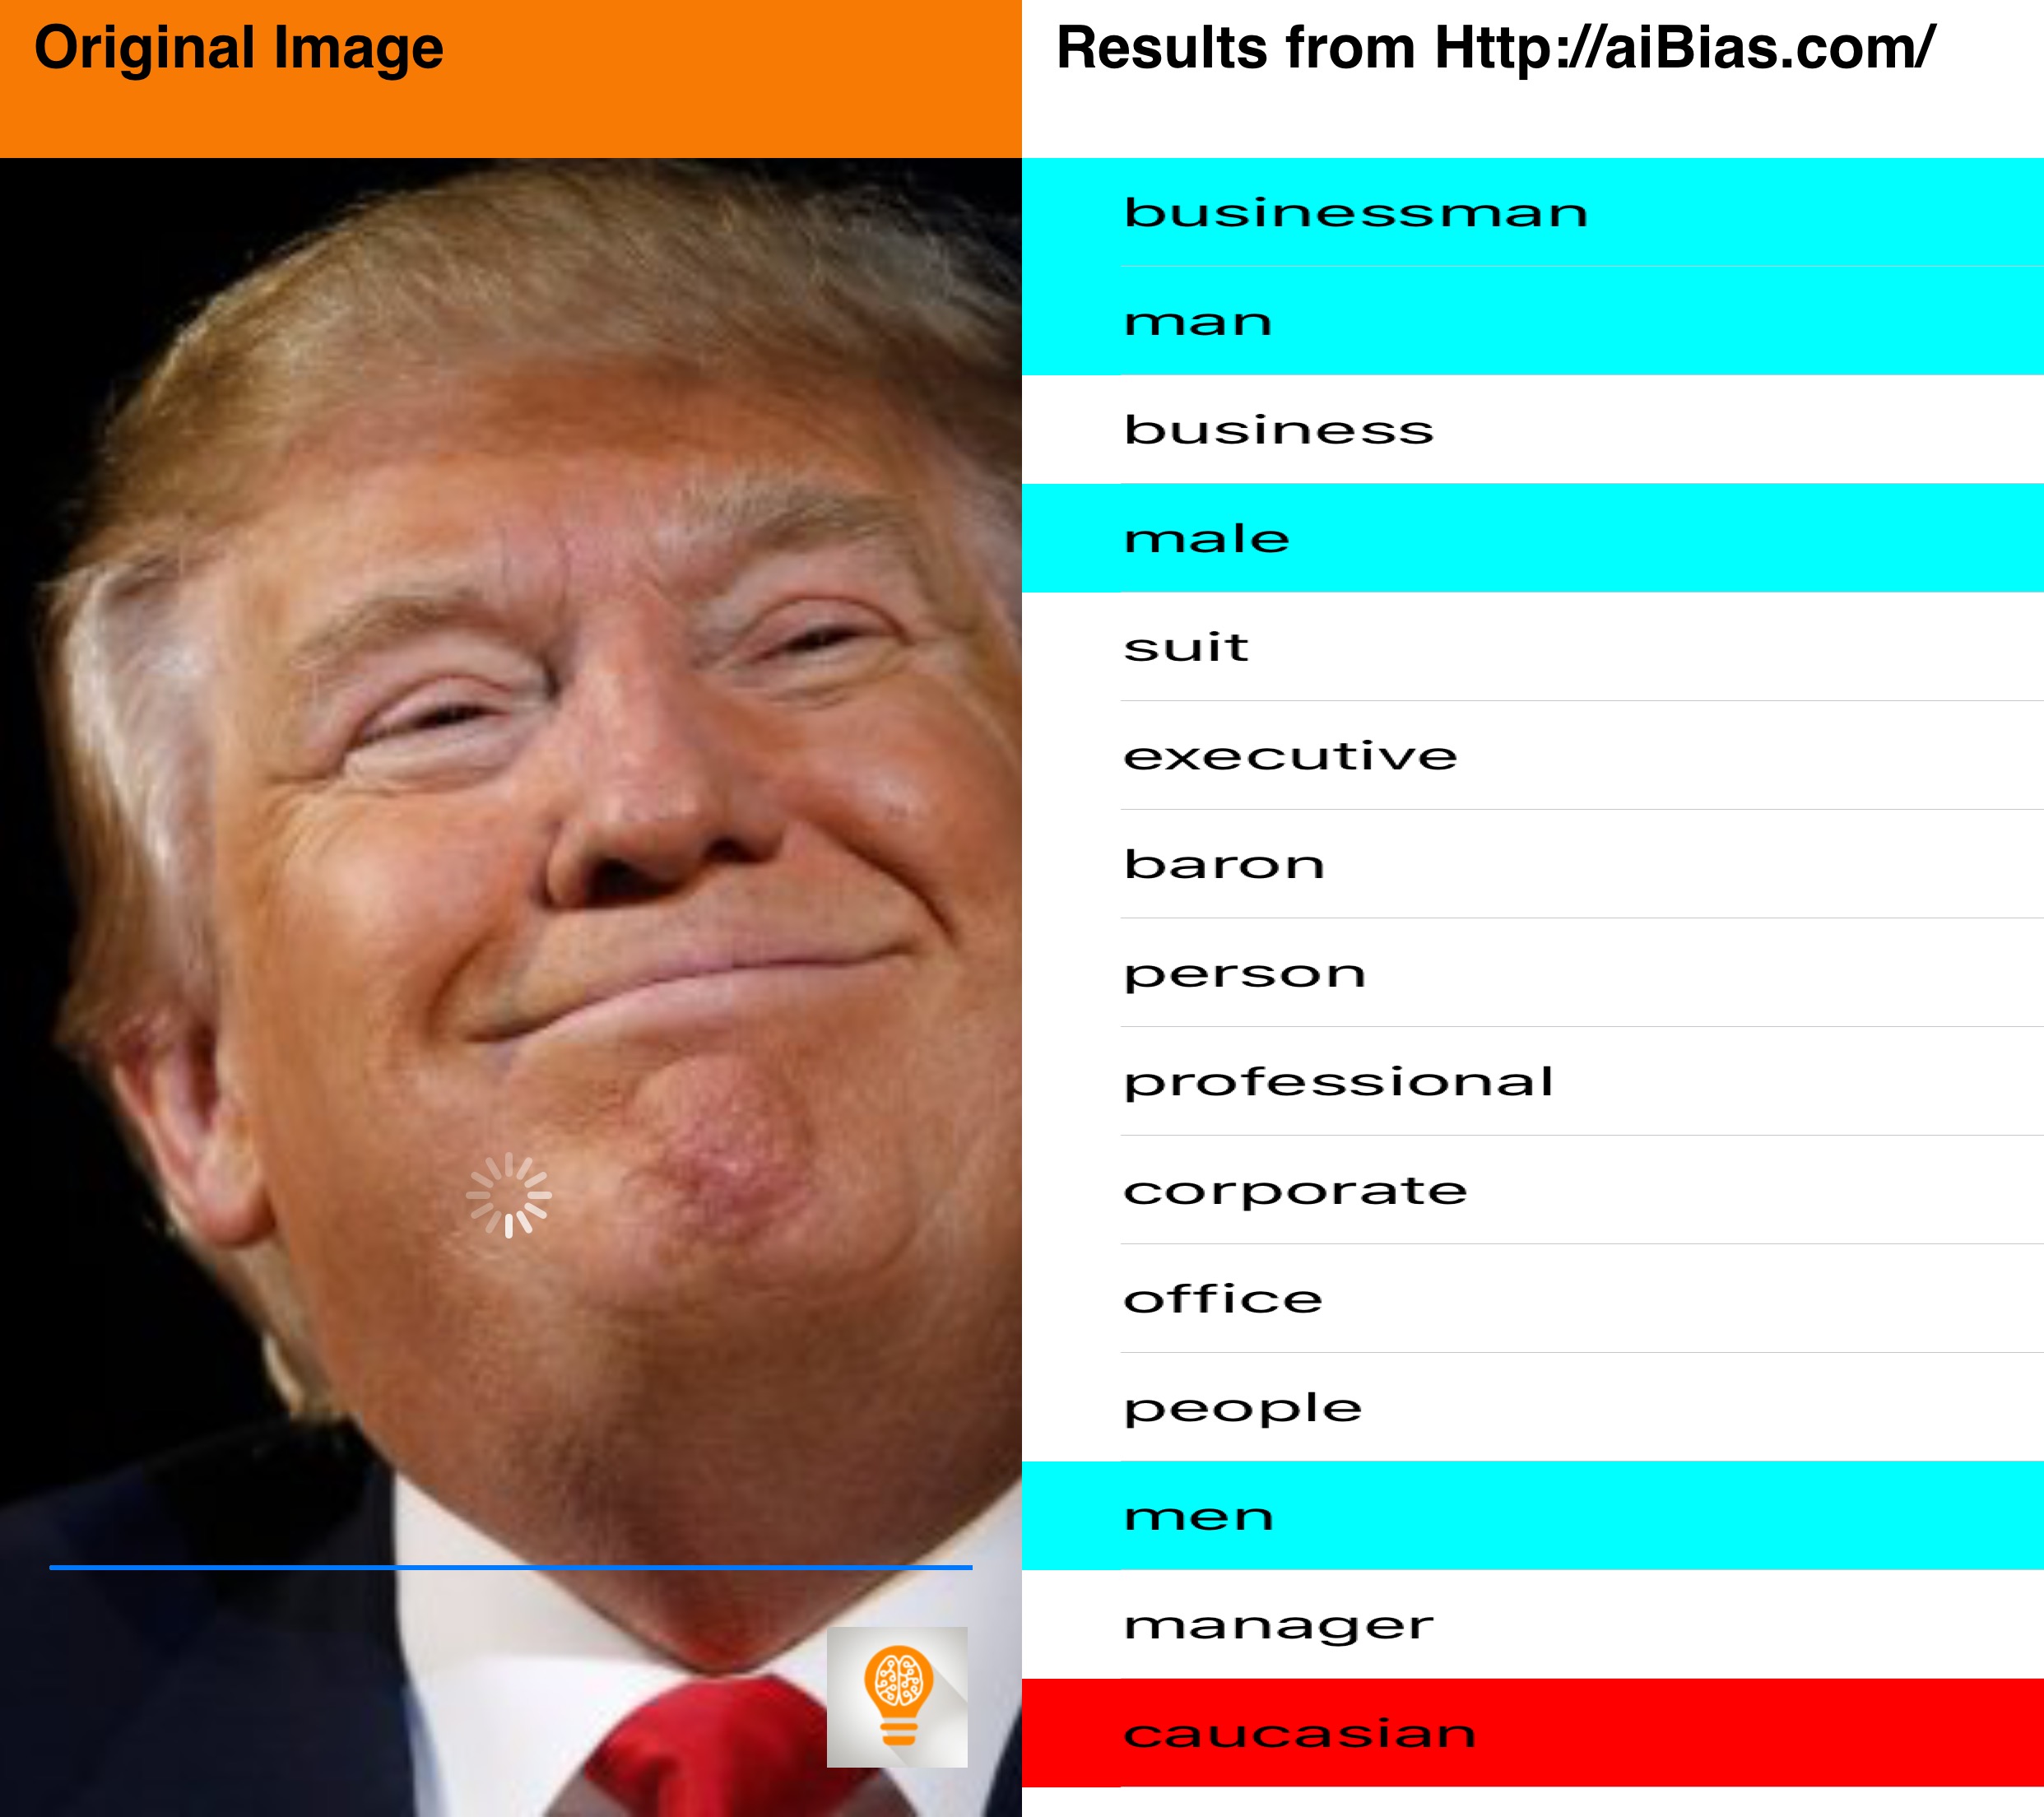 Original Image
Results from Http://aiBias.com/
businessman
man
business
male
suit
executive
baron
person
professional
corporate
office
people
men
manager
caucasian